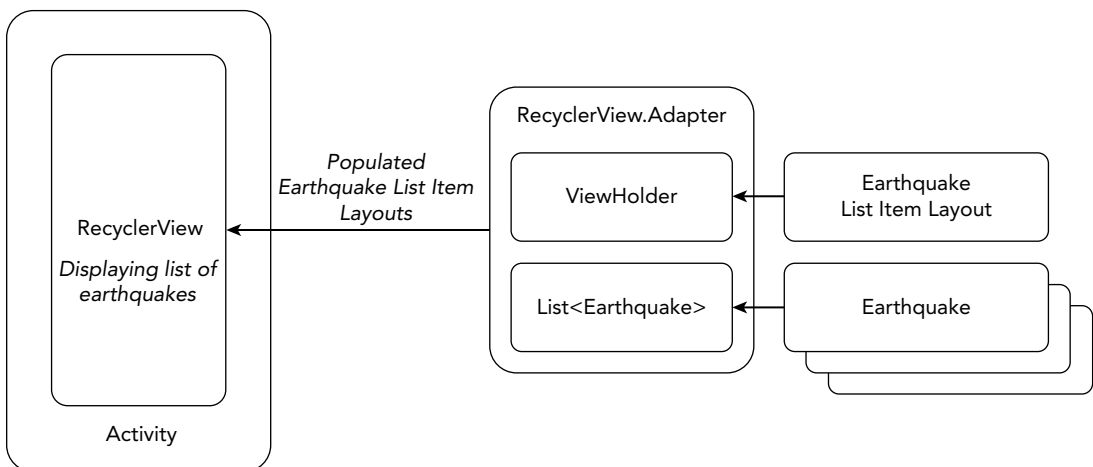 RecyclerView
Displaying list of
earthquakes
Activity
Populated
Earthquake List Item
Layouts
RecyclerView.Adapter
ViewHolder
List<Earthquake>
Earthquake
List Item Layout
Earthquake